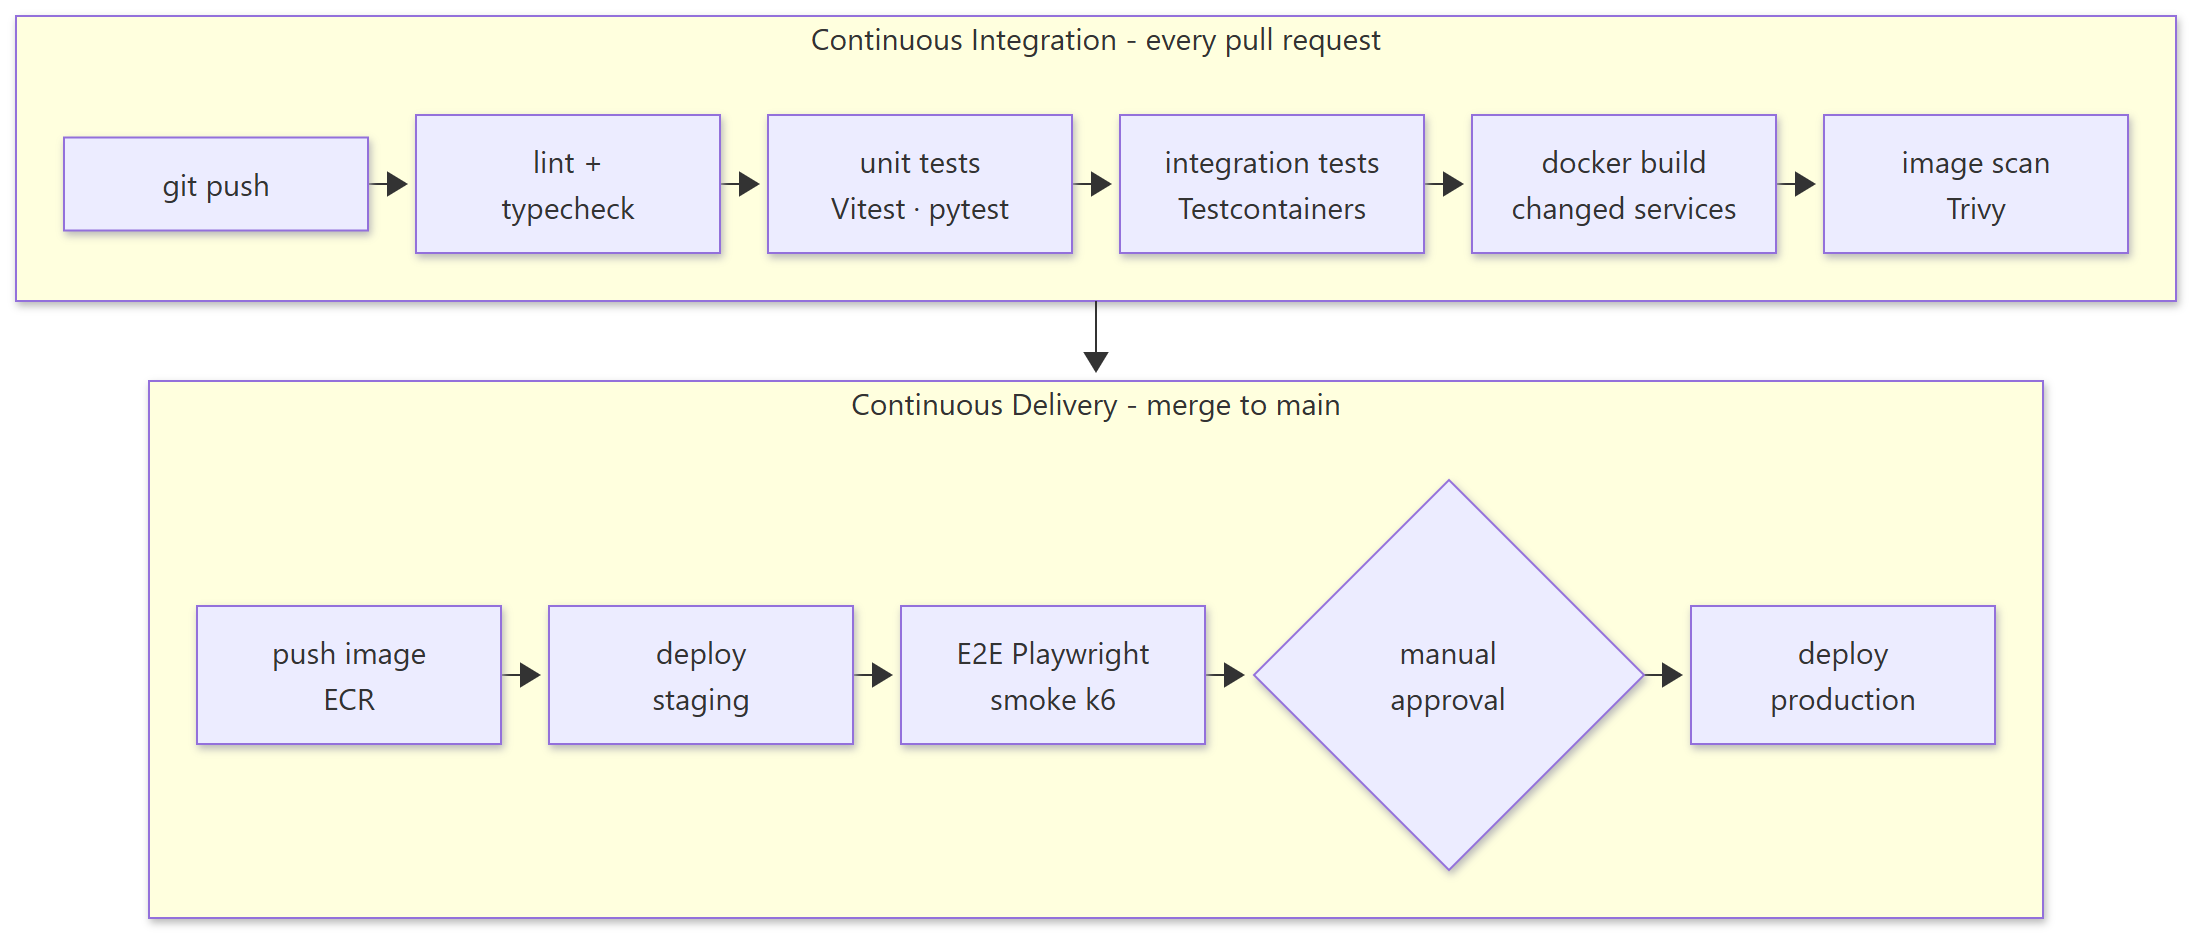 Continuous Integration - every pull request
git push
lint +
typecheck
unit tests
Vitest · pytest
integration tests
Testcontainers
docker build
changed services
image scan
Trivy
Continuous Delivery - merge to main
push image
ECR
deploy
staging
E2E Playwright
smoke k6
manual
approval
deploy
production